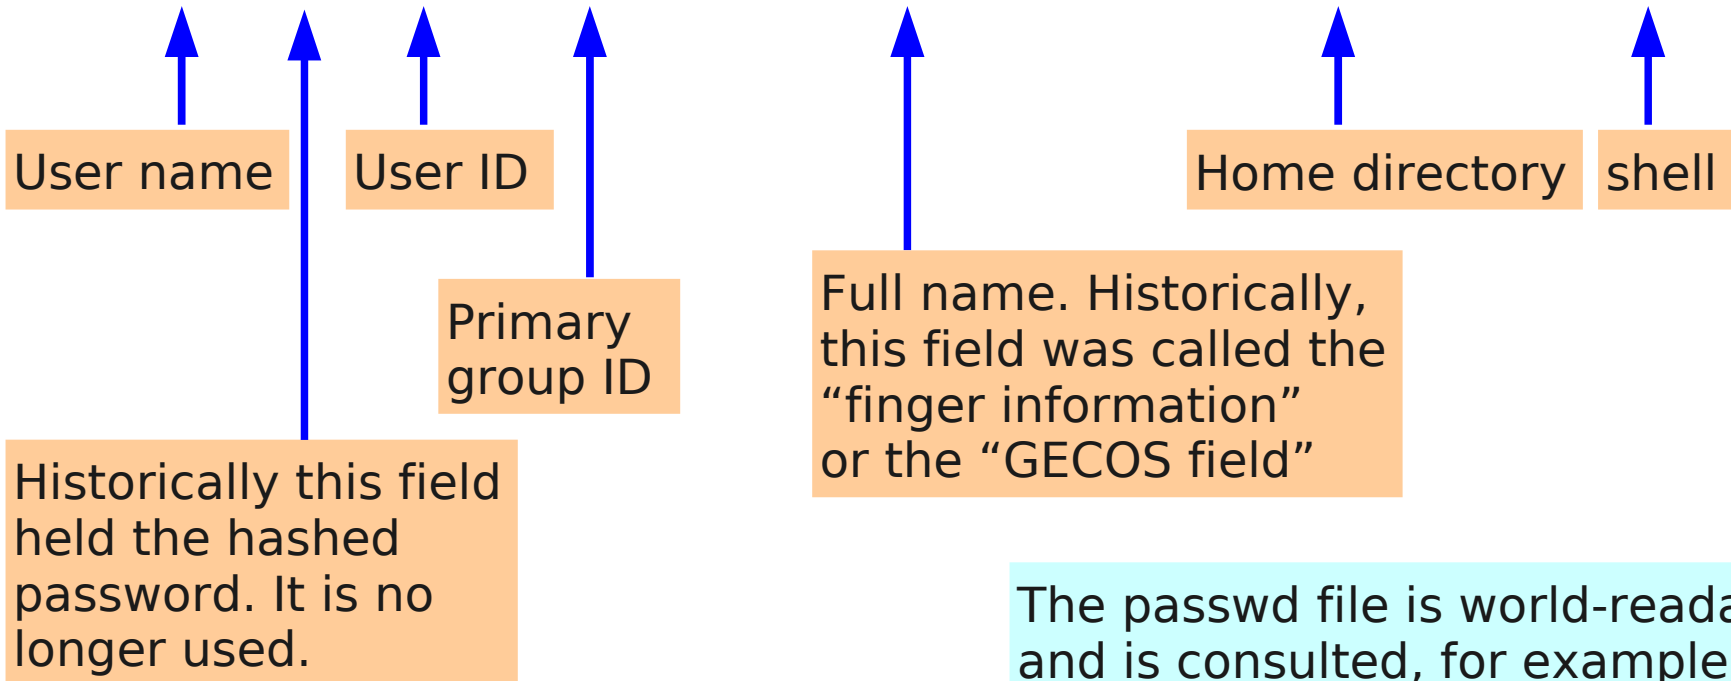 User name
User ID
Home directory
shell
Primary
group ID
Full name. Historically,
this field was called the
“finger information”
or the “GECOS field”
Historically this field
held the hashed
password. It is no
longer used.
The passwd file is
and is consulted, for example